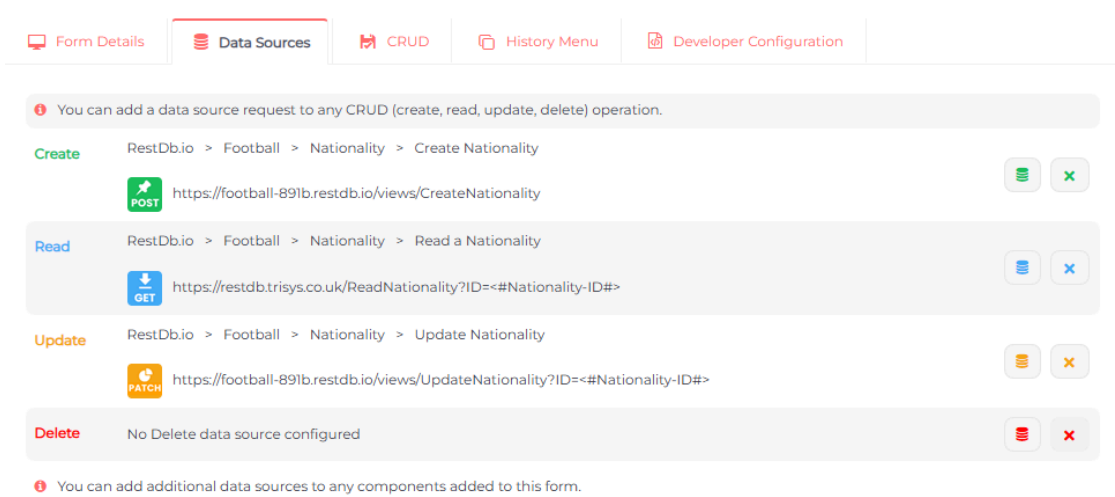 Form Details Data Sources CRUD History Menu Developer Configuration
You can add a data source request to any CRUD (create, read, update, delete) operation.
Create RestDb.io > Football > Nationality > Create Nationality
POST https://football-891b.restdb.io/views/CreateNationality
Read RestDb.io > Football > Nationality > Read a Nationality
GET https://restdb.trisys.co.uk/ReadNationality?ID=<#Nationality-ID#>
Update RestDb.io > Football > Nationality > Update Nationality
PATCH https://football-891b.restdb.io/views/UpdateNationality?ID=<#Nationality-ID#>
Delete No Delete data source configured
You can add additional data sources to any components added to this form.